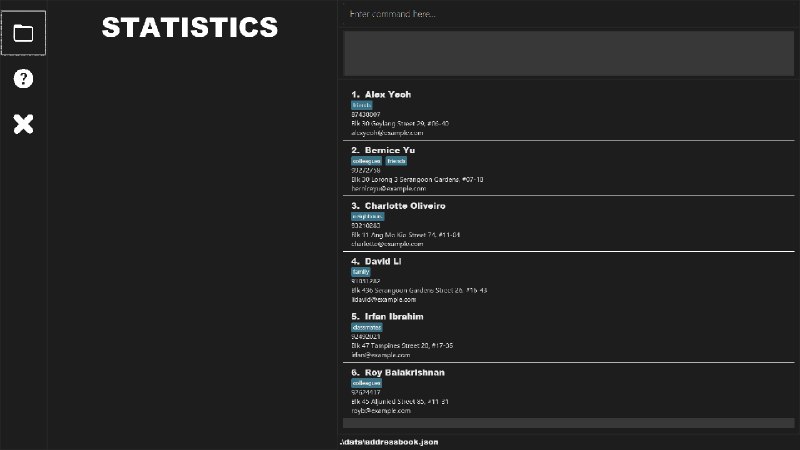 STATISTICS
Enter command here...
1. Alex Yeoh
friends
87438807
Blk 30 Geylang Street 29, #06-40
alexyeoh@example.com
2. Bernice Yu
colleagues friends
99272758
Blk 30 Lorong 3 Serangoon Gardens, #07-18
berniceyu@example.com
3. Charlotte Oliveiro
neighbours
93210283
Blk 11 Ang Mo Kio Street 74, #11-04
charlotte@example.com
4. David Li
family
91031282
Blk 436 Serangoon Gardens Street 26, #16-43
lidavid@example.com
5. Irfan Ibrahim
classmates
92492021
Blk 47 Tampines Street 20, #17-35
irfan@example.com
6. Roy Balakrishnan
colleagues
92624417
Blk 45 Aljunied Street 85, #11-31
royb@example.com
.\data\addressbook.json